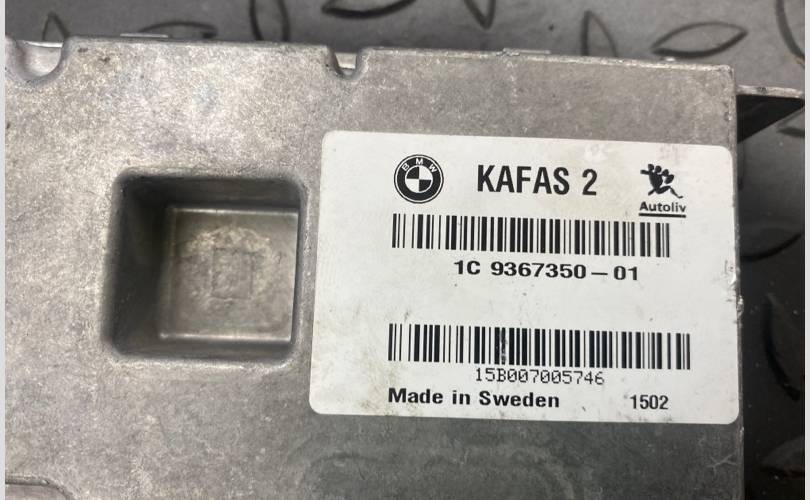 BMW KAFAS 2
Autoliv
1C 9367350-01
15B007005746
Made in Sweden 1502